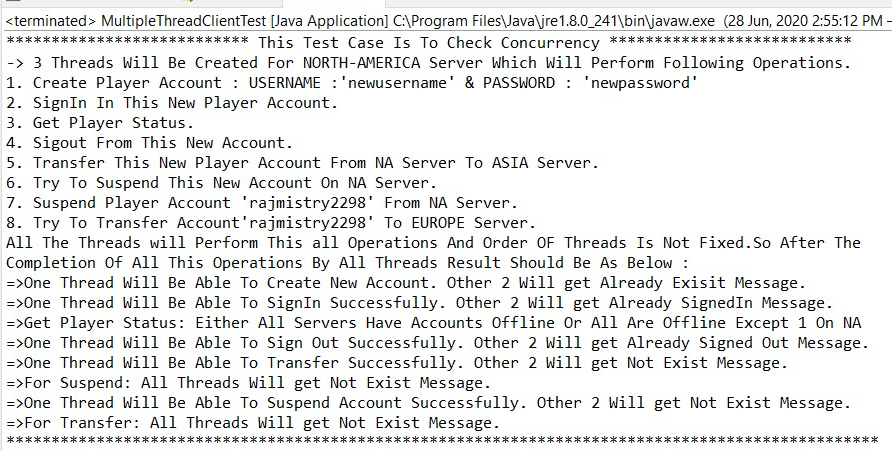 <terminated> MultipleThreadClientTest [Java Application] C:\Program Files\Java\jre1.8.0_241\bin\javaw.exe (28 Jun, 2020 2:55:12 PM –
*************************** This Test Case Is To Check Concurrency ***************************
-> 3 Threads Will Be Created For NORTH-AMERICA Server Which Will Perform Following Operations.
1. Create Player Account : USERNAME :'newusername' & PASSWORD : 'newpassword'
2. SignIn In This New Player Account.
3. Get Player Status.
4. Sigout From This New Account.
5. Transfer This New Player Account From NA Server To ASIA Server.
6. Try To Suspend This New Account On NA Server.
7. Suspend Player Account 'rajmistry2298' From NA Server.
8. Try To Transfer Account'rajmistry2298' To EUROPE Server.
All The Threads will Perform This all Operations And Order OF Threads Is Not Fixed.So After The
Completion Of All This Operations By All Threads Result Should Be As Below :
=>One Thread Will Be Able To Create New Account. Other 2 Will get Already Exisit Message.
=>One Thread Will Be Able To SignIn Successfully. Other 2 Will get Already SignedIn Message.
=>Get Player Status: Either All Servers Have Accounts Offline Or All Are Offline Except 1 On NA
=>One Thread Will Be Able To Sign Out Successfully. Other 2 Will get Already Signed Out Message.
=>One Thread Will Be Able To Transfer Successfully. Other 2 Will get Not Exist Message.
=>For Suspend: All Threads Will get Not Exist Message.
=>One Thread Will Be Able To Suspend Account Successfully. Other 2 Will get Not Exist Message.
=>For Transfer: All Threads Will get Not Exist Message.
*************************************************************************************************